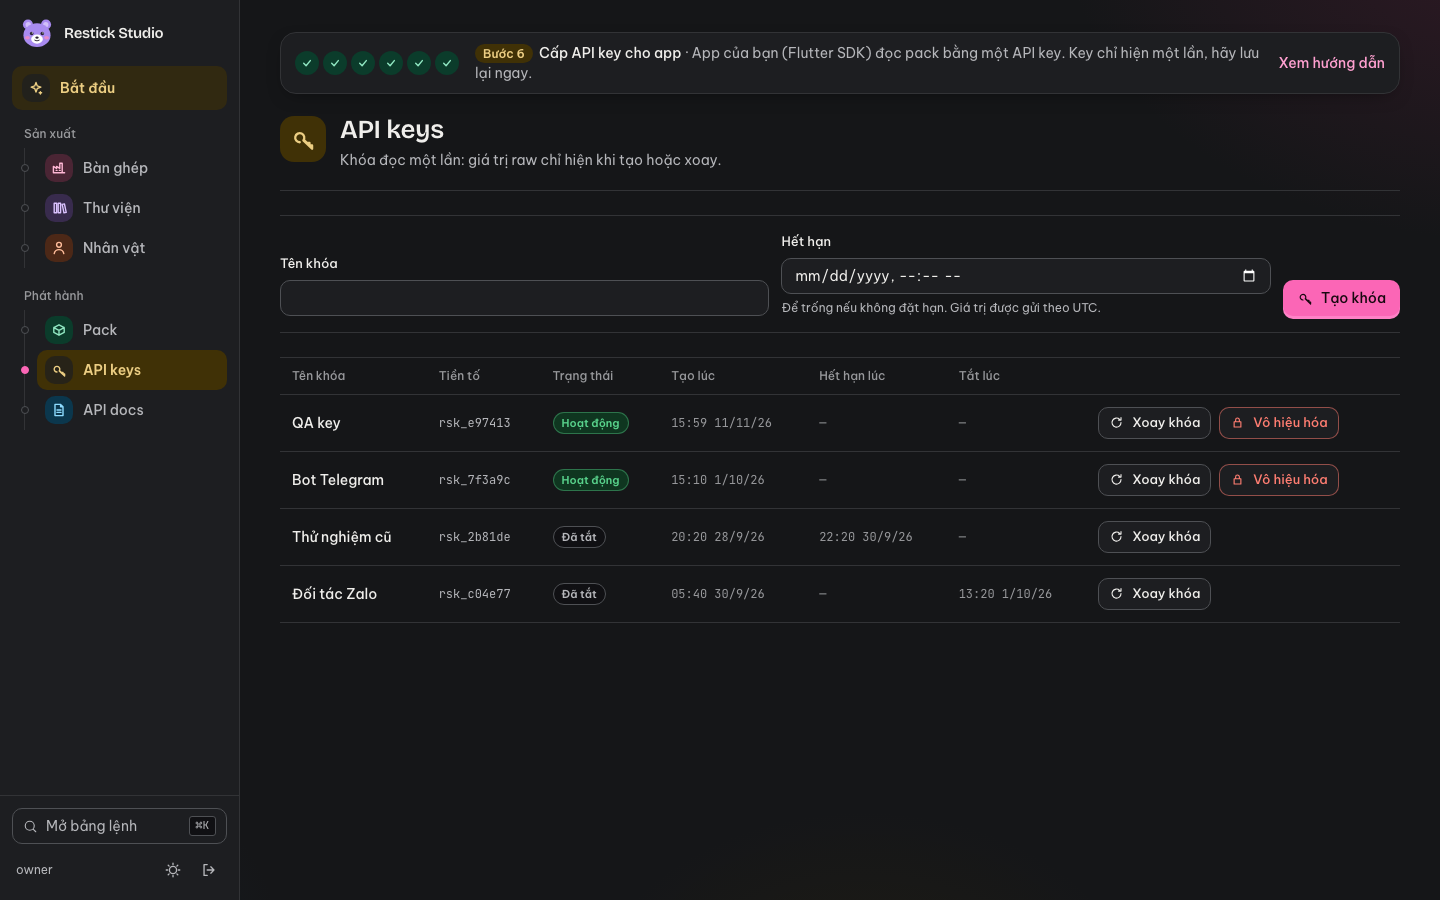 Restick Studio
Bắt đầu
Sản xuất
Bàn ghép
Thư viện
Nhân vật
Phát hành
Pack
API keys
API docs
Mở bảng lệnh ⌘K
owner
Bước 6 Cấp API key cho app · App của bạn (Flutter SDK) đọc pack bằng một API key. Key chỉ hiện một lần, hãy lưu
lại ngay.
Xem hướng dẫn
API keys
Khóa đọc một lần: giá trị raw chỉ hiện khi tạo hoặc xoay.
Tên khóa
Hết hạn
mm/dd/yyyy, --:-- --
Để trống nếu không đặt hạn. Giá trị được gửi theo UTC.
Tạo khóa
Tên khóa Tiền tố Trạng thái Tạo lúc Hết hạn lúc Tắt lúc
QA key rsk_e97413 Hoạt động 15:59 11/11/26 — — Xoay khóa Vô hiệu hóa
Bot Telegram rsk_7f3a9c Hoạt động 15:10 1/10/26 — — Xoay khóa Vô hiệu hóa
Thử nghiệm cũ rsk_2b81de Đã tắt 20:20 28/9/26 22:20 30/9/26 — Xoay khóa
Đối tác Zalo rsk_c04e77 Đã tắt 05:40 30/9/26 — 13:20 1/10/26 Xoay khóa